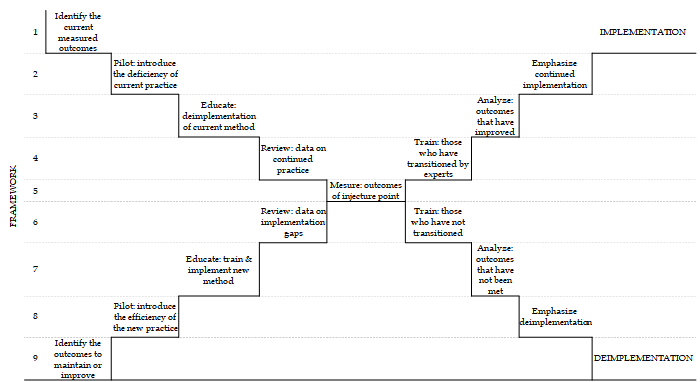 Identify the
current
measured
outcomes
1
IMPLEMENTATION
2
Pilot: introduce
the deficiency of
current practice
Emphasize
continued
implementation
3
Educate:
deimplementation
of current method
Analyze:
outcomes
that have
improved
4
Review: data on
continued
practice
Train: those
who have
transitioned by
experts
FRAMEWORK
5
Mesure: outcomes
of injecture point
6
Review: data on
implementation
gaps
Train: those
who have not
transitioned
7
Educate: train &
implement new
method
Analyze:
outcomes
that have
not been
met
8
Pilot: introduce
the efficiency of
the new practice
Emphasize
deimplementation
9
Identify the
outcomes to
maintain or
improve
DEIMPLEMENTATION